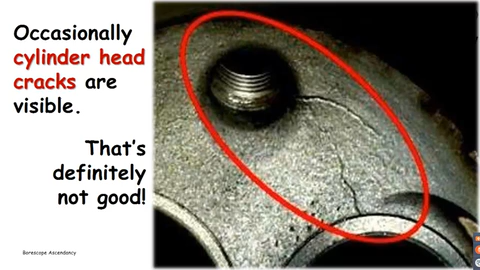 Occasionally
cylinder head
cracks are
visible.
That's
definitely
not good!
Borescope Ascendancy